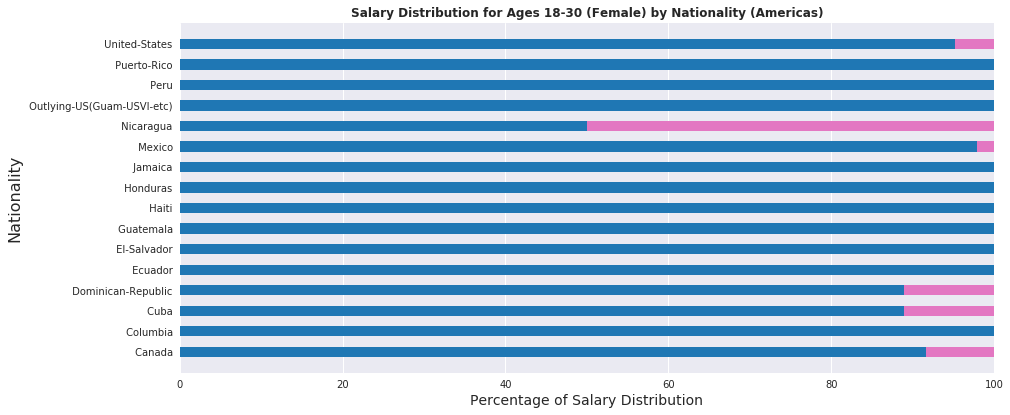 Salary Distribution for Ages 18-30 (Female) by Nationality (Americas)
Nationality
United-States
Puerto-Rico
Peru
Outlying-US(Guam-USVI-etc)
Nicaragua
Mexico
Jamaica
Honduras
Haiti
Guatemala
El-Salvador
Ecuador
Dominican-Republic
Cuba
Columbia
Canada
0 20 40 60 80 100
Percentage of Salary Distribution